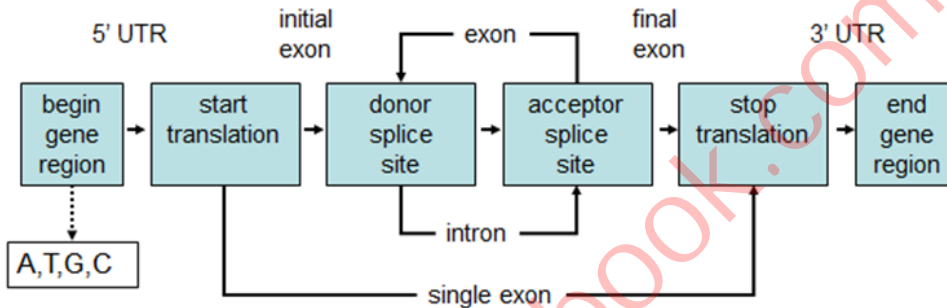 5' UTR
initial
exon
exon
final
exon
3' UTR
begin
gene
region
start
translation
donor
splice
site
acceptor
splice
site
stop
translation
end
gene
region
intron
A,T,G,C
single exon